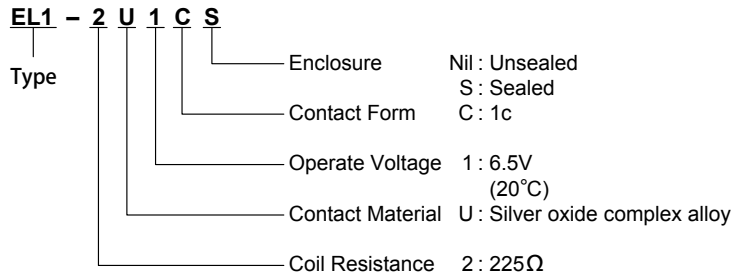 EL1 – 2 U 1 C S
Type
Enclosure Nil : Unsealed
S : Sealed
Contact Form C : 1c
Operate Voltage 1 : 6.5V
(20°C)
Contact Material U : Silver oxide complex alloy
Coil Resistance 2 : 225Ω